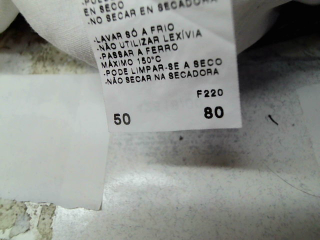 EN SECO
-NO SECAR EN SECADORA
-LAVAR SÓ A FRIO
-NÃO UTILIZAR LEXÍVIA
-PASSAR A FERRO
MÁXIMO 150°C
-PODE LIMPAR-SE A SECO
-NÃO SECAR NA SECADORA
F220
50 80